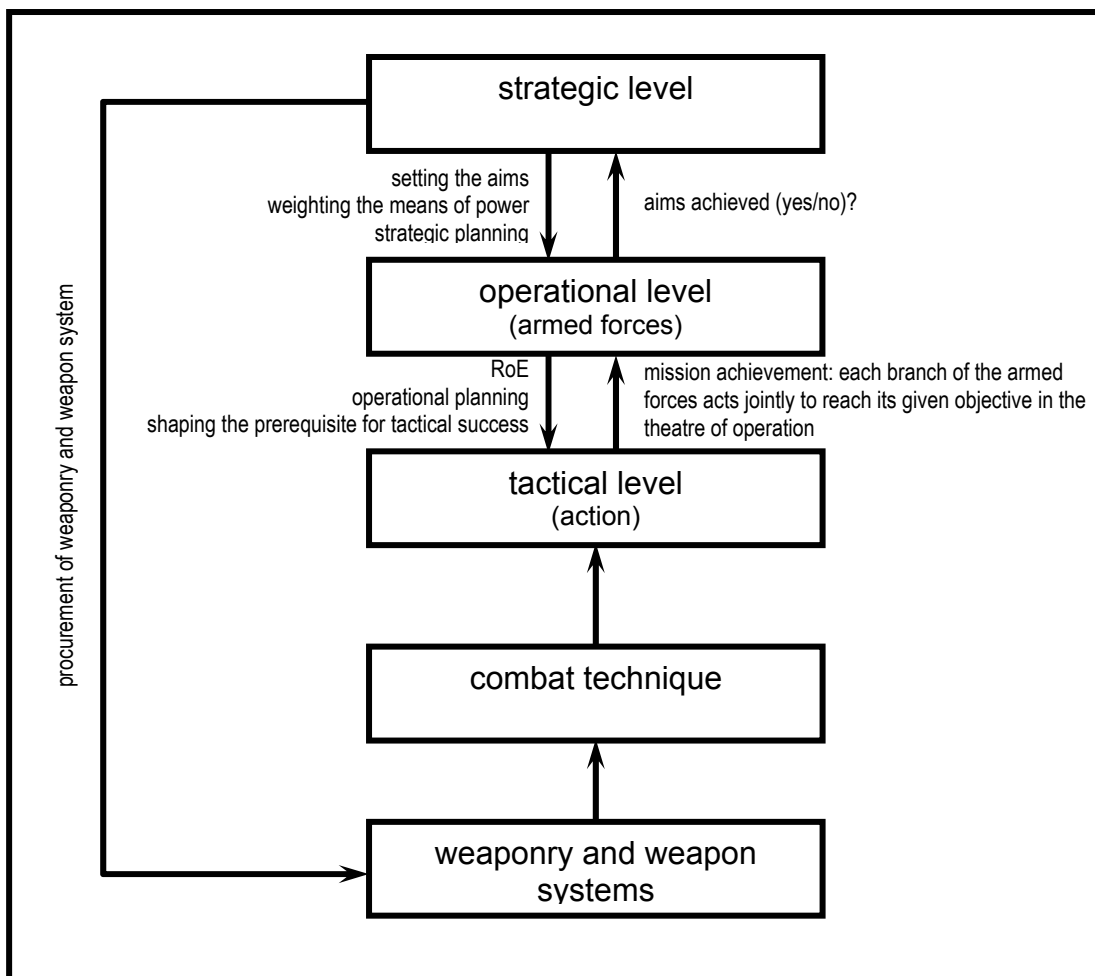 strategic level
setting the aims
weighting the means of power
strategic planning
aims achieved (yes/no)?
operational level
(armed forces)
RoE
operational planning
shaping the prerequisite for tactical success
mission achievement: each branch of the armed
forces acts jointly to reach its given objective in the
theatre of operation
tactical level
(action)
combat technique
weaponry and weapon
systems
procurement of weaponry and weapon system